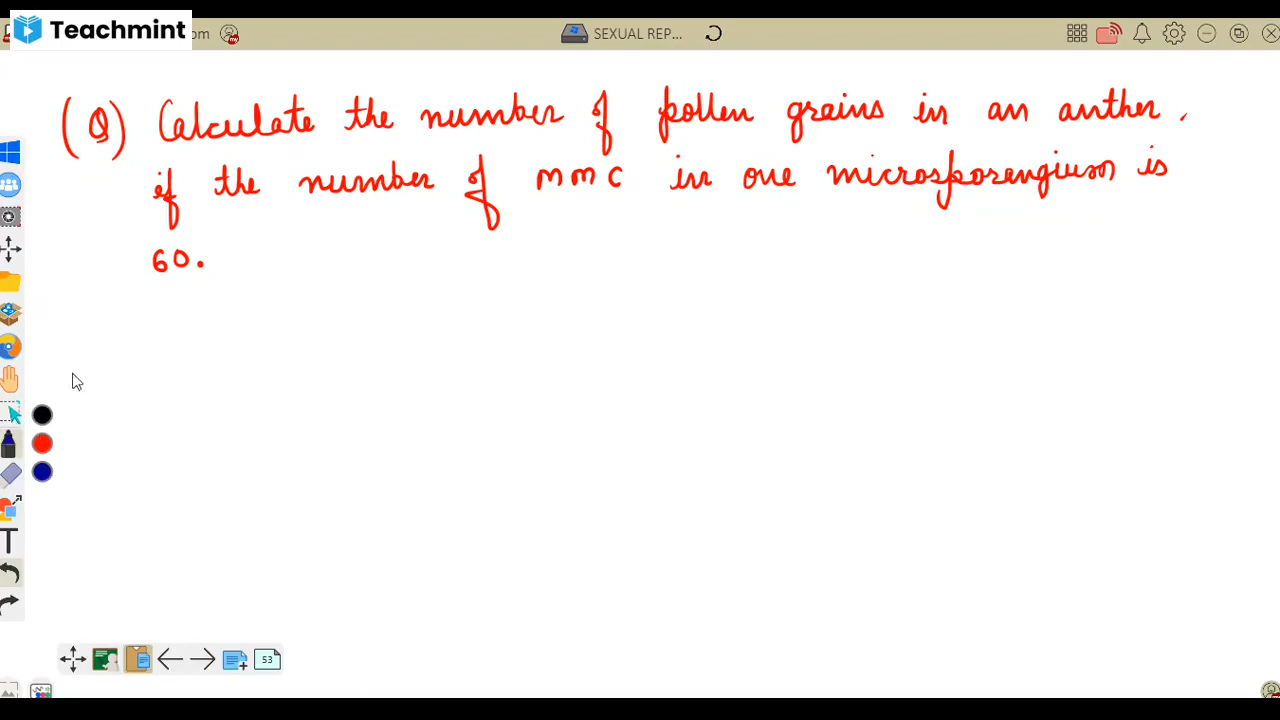 Teachmint
om
SEXUAL REP...
(Q) Calculate the number of pollen grains in an anther,
if the number of mmc in one microsporangium is
60.
T
53